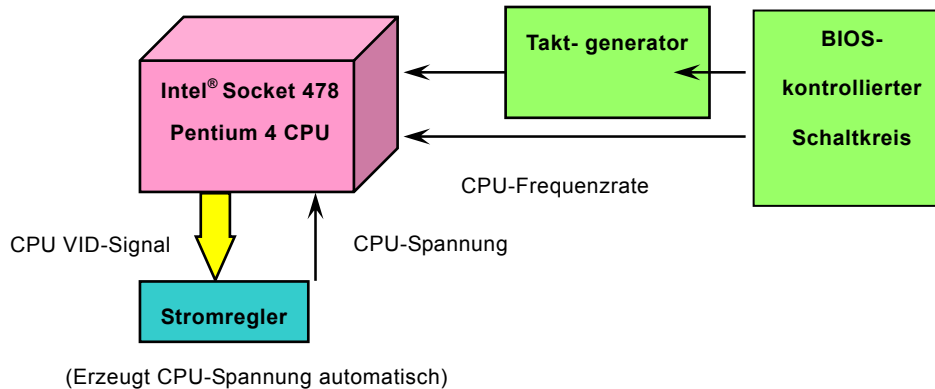 Intel® Socket 478
Pentium 4 CPU
Takt- generator
BIOS-
kontrollierter
Schaltkreis
CPU-Frequenzrate
CPU VID-Signal
CPU-Spannung
Stromregler
(Erzeugt CPU-Spannung automatisch)